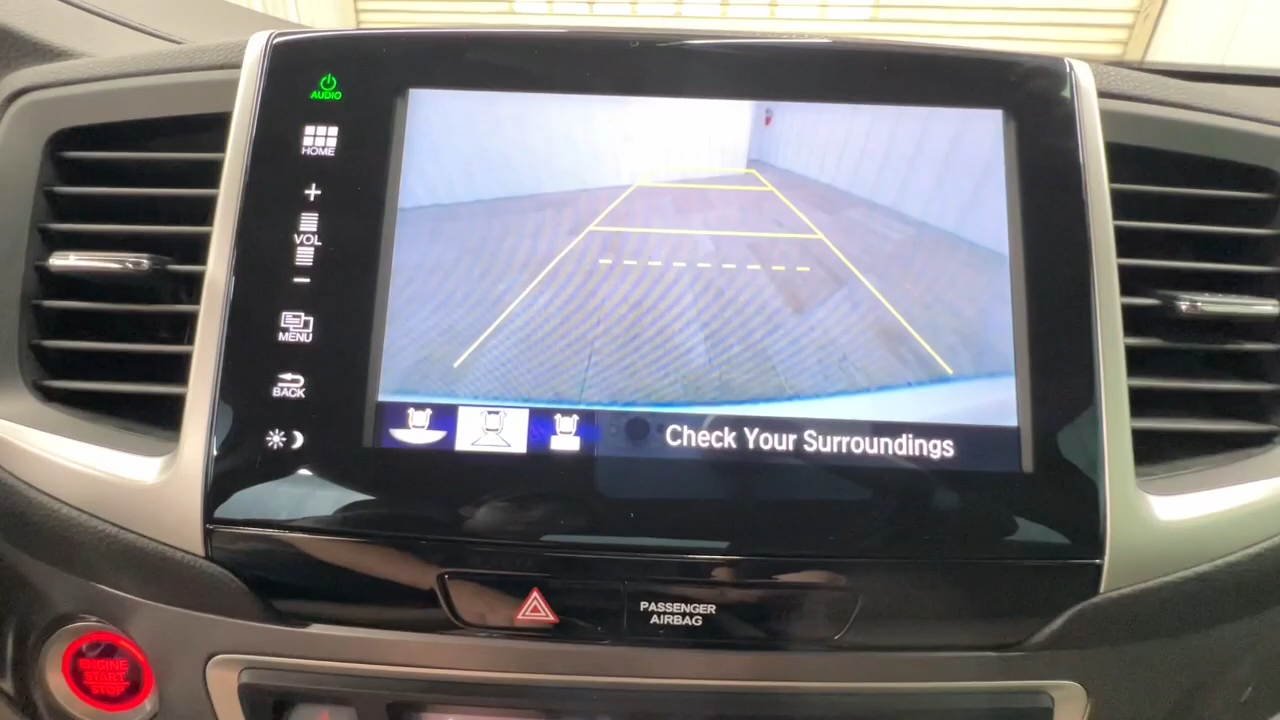 AUDIO
HOME
+
VOL
-
MENU
BACK
Check Your Surroundings
PASSENGER
AIRBAG
ENGINE
START
STOP